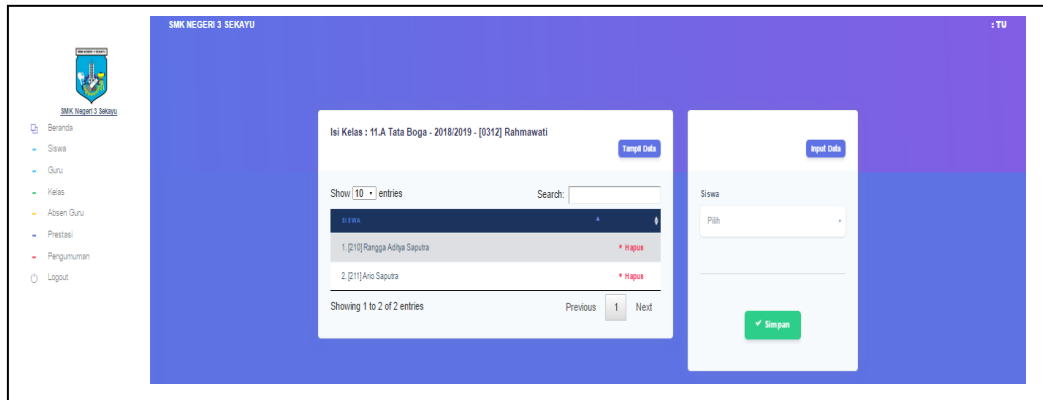 SMK NEGERI 3 SEKAYU
: TU
SMK Negeri 3 Sekayu
Beranda
Siswa
Guru
Kelas
Absen Guru
Prestasi
Pengumuman
Logout
Isi Kelas : 11.A Tata Boga - 2018/2019 - [0312] Rahmawati
Tampil Data
Show 10 entries
Search:
SISWA
1. [210] Rangga Aditya Saputra
* Hapus
2. [211] Ario Saputra
* Hapus
Showing 1 to 2 of 2 entries
Previous 1 Next
Input Data
Siswa
Pilih
✔ Simpan